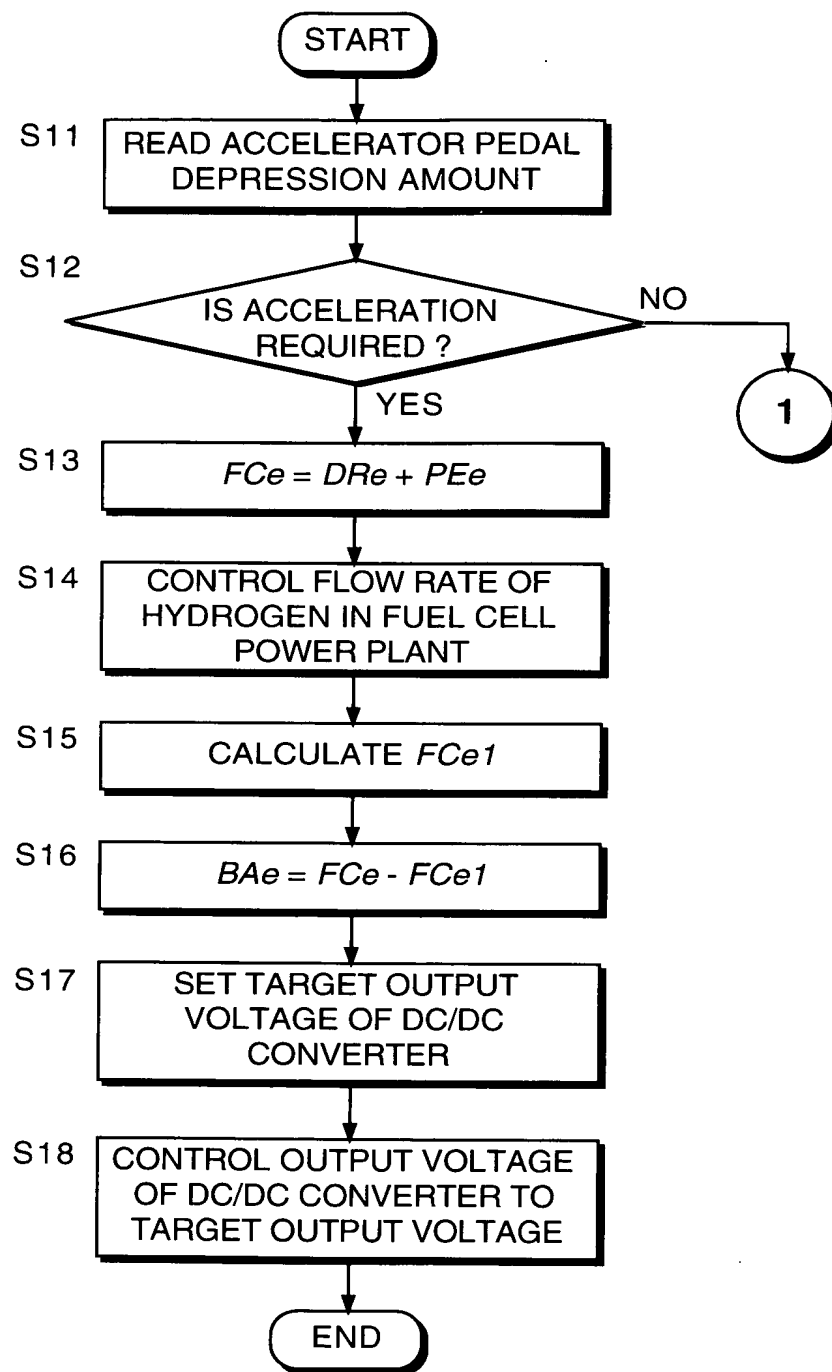 START
S11
READ ACCELERATOR PEDAL
DEPRESSION AMOUNT
S12
IS ACCELERATION
REQUIRED ?
NO
1
YES
S13
FCe = DRe + PEe
S14
CONTROL FLOW RATE OF
HYDROGEN IN FUEL CELL
POWER PLANT
S15
CALCULATE FCe1
S16
BAe = FCe - FCe1
S17
SET TARGET OUTPUT
VOLTAGE OF DC/DC
CONVERTER
S18
CONTROL OUTPUT VOLTAGE
OF DC/DC CONVERTER TO
TARGET OUTPUT VOLTAGE
END